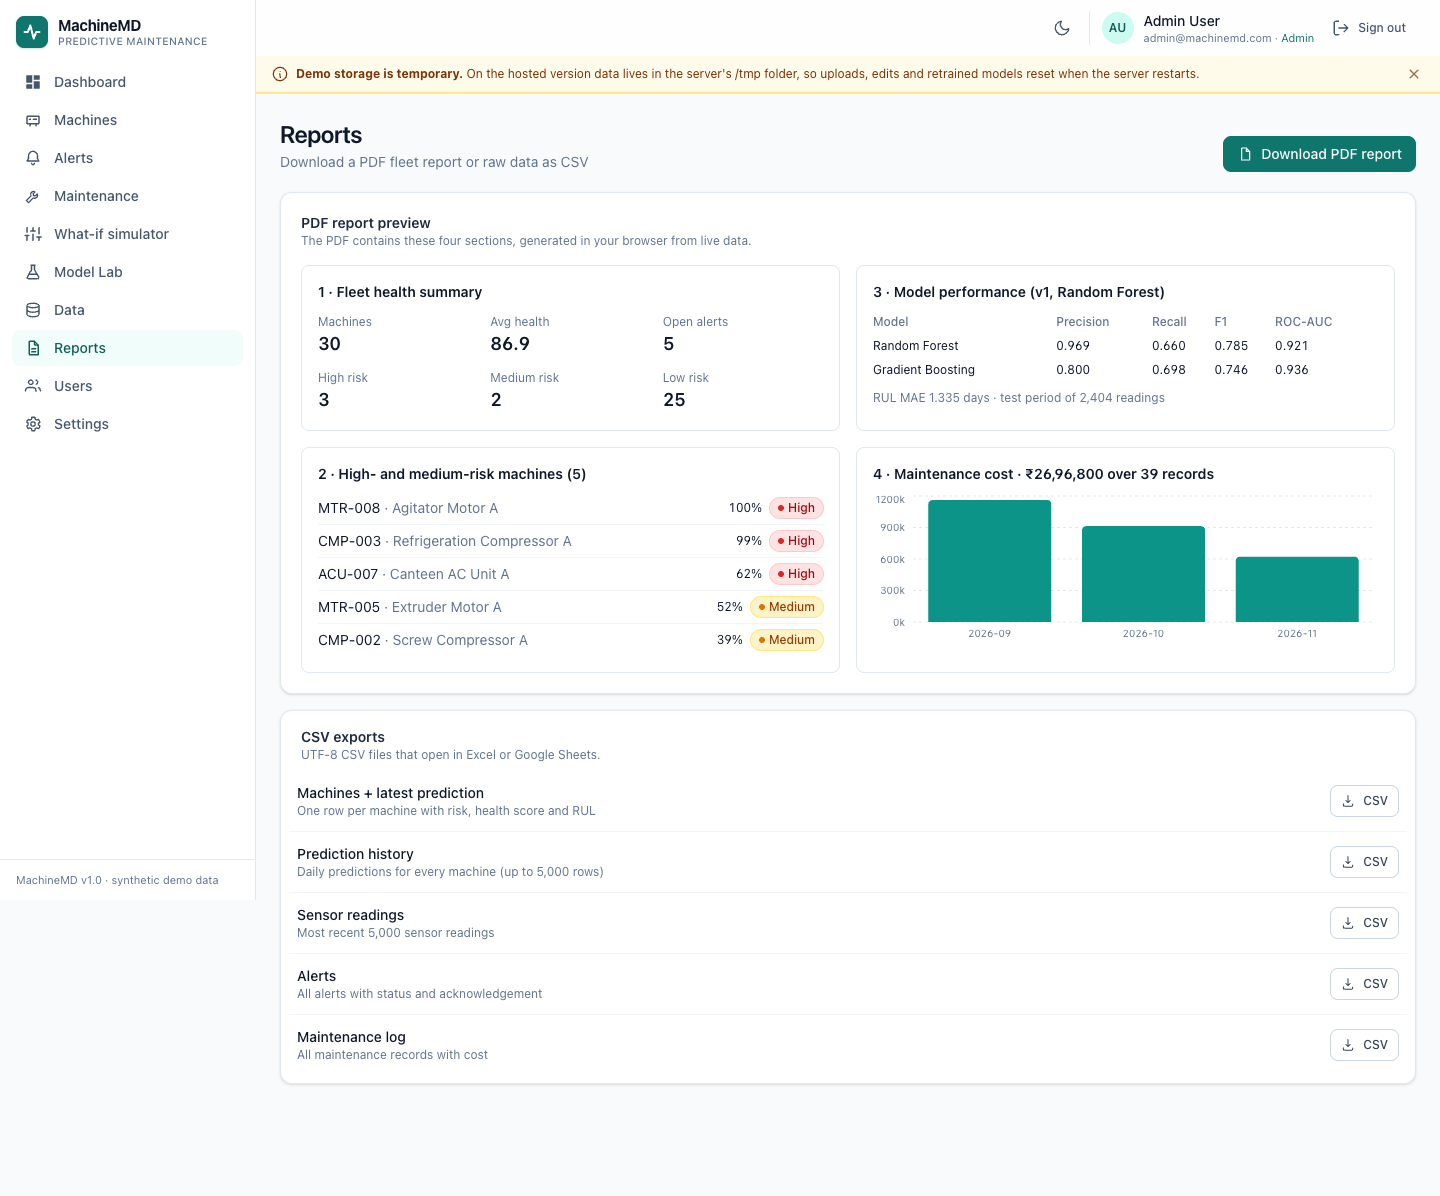 MachineMD
PREDICTIVE MAINTENANCE
Dashboard
Machines
Alerts
Maintenance
What-if simulator
Model Lab
Data
Reports
Users
Settings
MachineMD v1.0 · synthetic demo data
AU
Admin User
admin@machinemd.com · Admin
Sign out
Demo storage is temporary. On the hosted version data lives in the server's /tmp folder, so uploads, edits and retrained models reset when the server restarts.
Reports
Download a PDF fleet report or raw data as CSV
Download PDF report
PDF report preview
The PDF contains these four sections, generated in your browser from live data.
1 · Fleet health summary
Machines Avg health Open alerts
30 86.9 5
High risk Medium risk Low risk
3 2 25
3 · Model performance (v1, Random Forest)
Model Precision Recall F1 ROC-AUC
Random Forest 0.969 0.660 0.785 0.921
Gradient Boosting 0.800 0.698 0.746 0.936
RUL MAE 1.335 days · test period of 2,404 readings
2 · High- and medium-risk machines (5)
MTR-008 · Agitator Motor A 100% High
CMP-003 · Refrigeration Compressor A 99% High
ACU-007 · Canteen AC Unit A 62% High
MTR-005 · Extruder Motor A 52% Medium
CMP-002 · Screw Compressor A 39% Medium
4 · Maintenance cost · ₹26,96,800 over 39 records
1200k
900k
600k
300k
0k
2026-09 2026-10 2026-11
CSV exports
UTF-8 CSV files that open in Excel or Google Sheets.
Machines + latest prediction
One row per machine with risk, health score and RUL
CSV
Prediction history
Daily predictions for every machine (up to 5,000 rows)
CSV
Sensor readings
Most recent 5,000 sensor readings
CSV
Alerts
All alerts with status and acknowledgement
CSV
Maintenance log
All maintenance records with cost
CSV